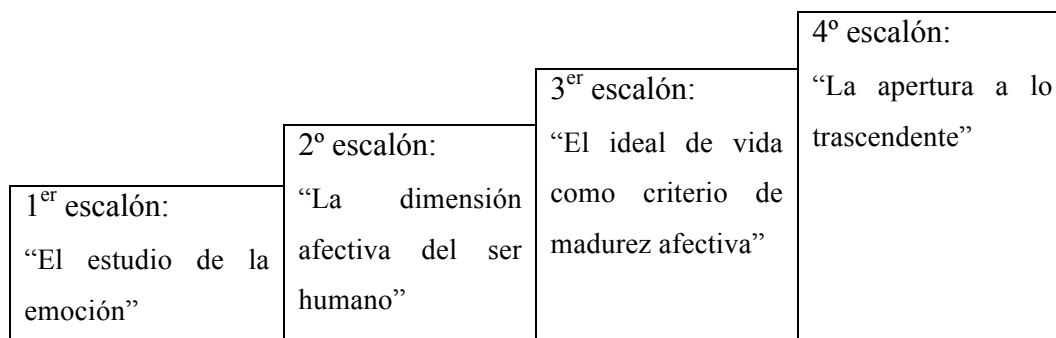 1er escalón:
“El estudio de la
emoción”
2º escalón:
“La dimensión
afectiva del ser
humano”
3er escalón:
“El ideal de vida
como criterio de
madurez afectiva”
4º escalón:
“La apertura a lo
trascendente”